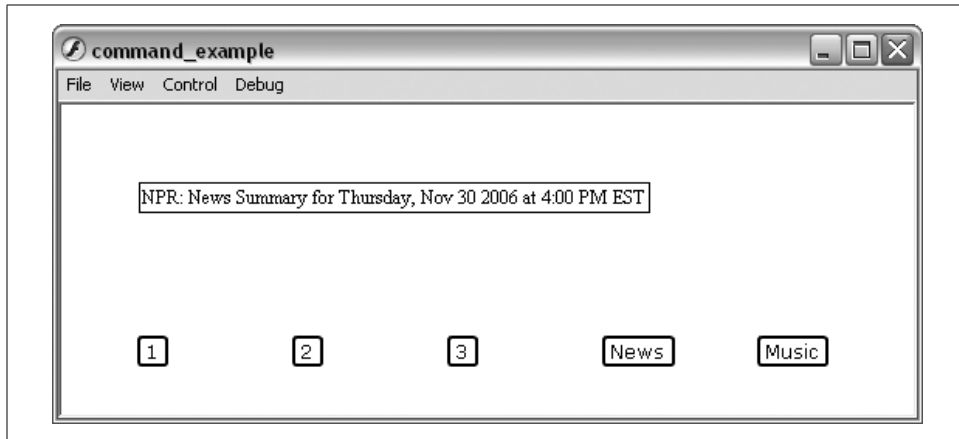 command_example
File View Control Debug
NPR: News Summary for Thursday, Nov 30 2006 at 4:00 PM EST
1 2 3 News Music